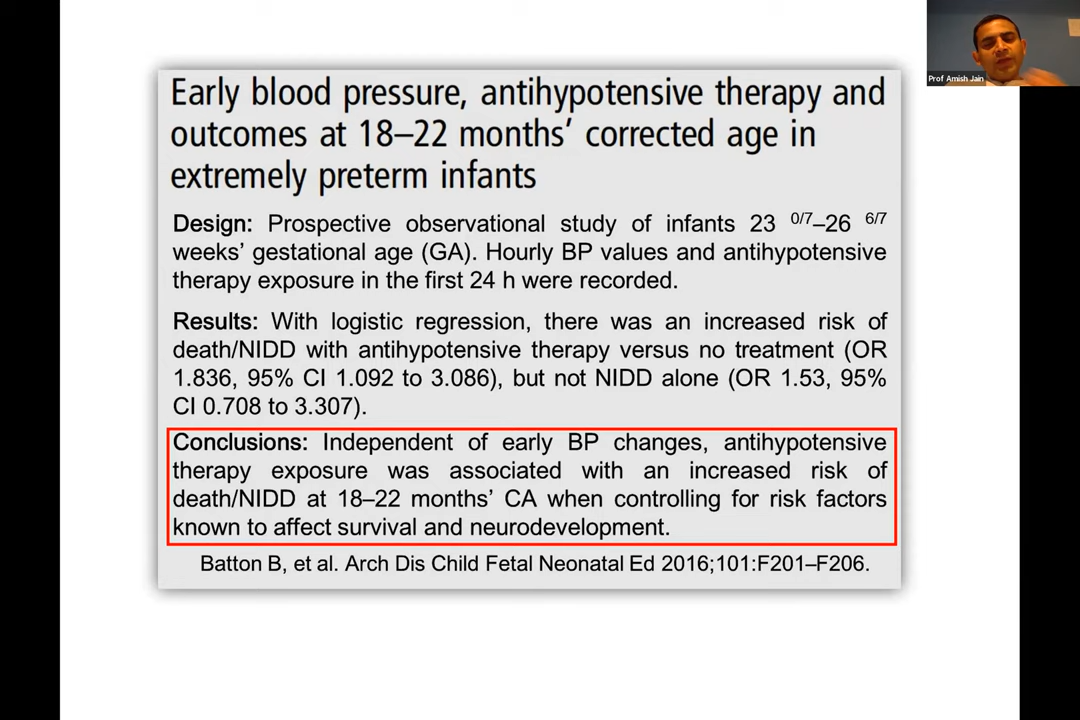 Prof Amish Jain
Early blood pressure, antihypotensive therapy and
outcomes at 18–22 months’ corrected age in
extremely preterm infants
Design: Prospective observational study of infants 23 0/7–26 6/7
weeks’ gestational age (GA). Hourly BP values and antihypotensive
therapy exposure in the first 24 h were recorded.
Results: With logistic regression, there was an increased risk of
death/NIDD with antihypotensive therapy versus no treatment (OR
1.836, 95% CI 1.092 to 3.086), but not NIDD alone (OR 1.53, 95%
CI 0.708 to 3.307).
Conclusions: Independent of early BP changes, antihypotensive
therapy exposure was associated with an increased risk of
death/NIDD at 18–22 months’ CA when controlling for risk factors
known to affect survival and neurodevelopment.
Batton B, et al. Arch Dis Child Fetal Neonatal Ed 2016;101:F201–F206.